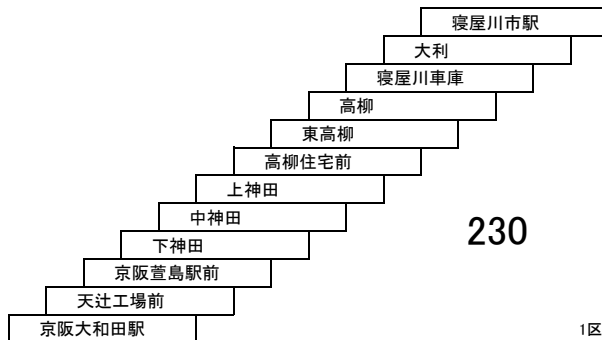 寝屋川市駅
大利
寝屋川車庫
高柳
東高柳
高柳住宅前
上神田
中神田
230
下神田
京阪萱島駅前
天辻工場前
京阪大和田駅
1区